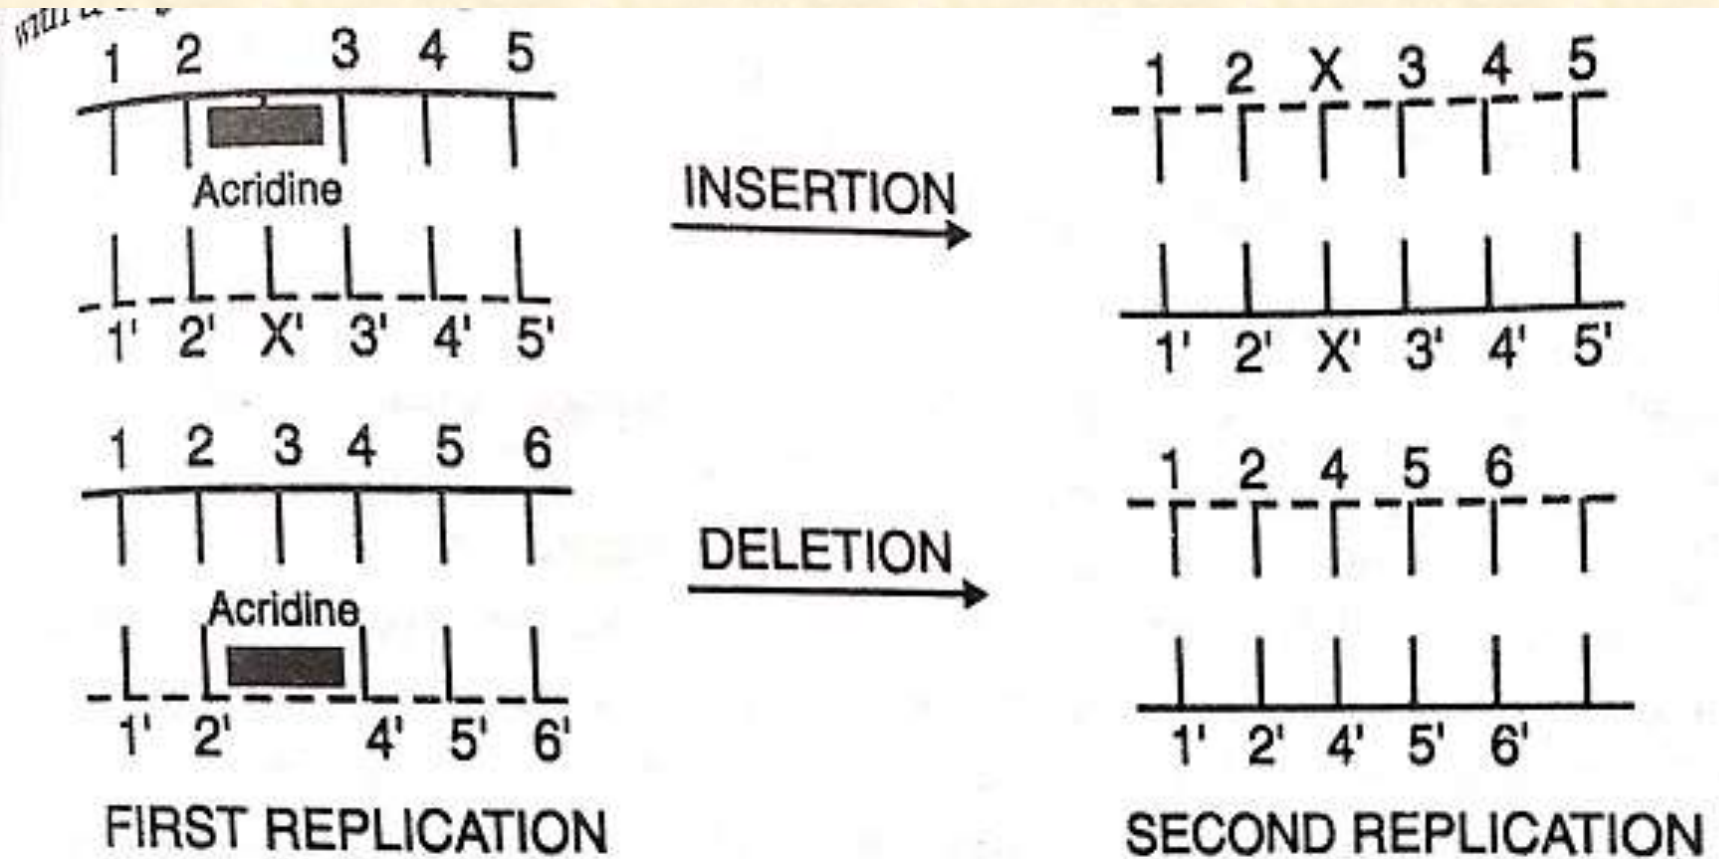 1 2 3 4 5
Acridine
1' 2' X' 3' 4' 5'
INSERTION
1 2 X 3 4 5
1' 2' X' 3' 4' 5'
1 2 3 4 5 6
Acridine
1' 2' 4' 5' 6'
DELETION
1 2 4 5 6
1' 2' 4' 5' 6'
FIRST REPLICATION
SECOND REPLICATION